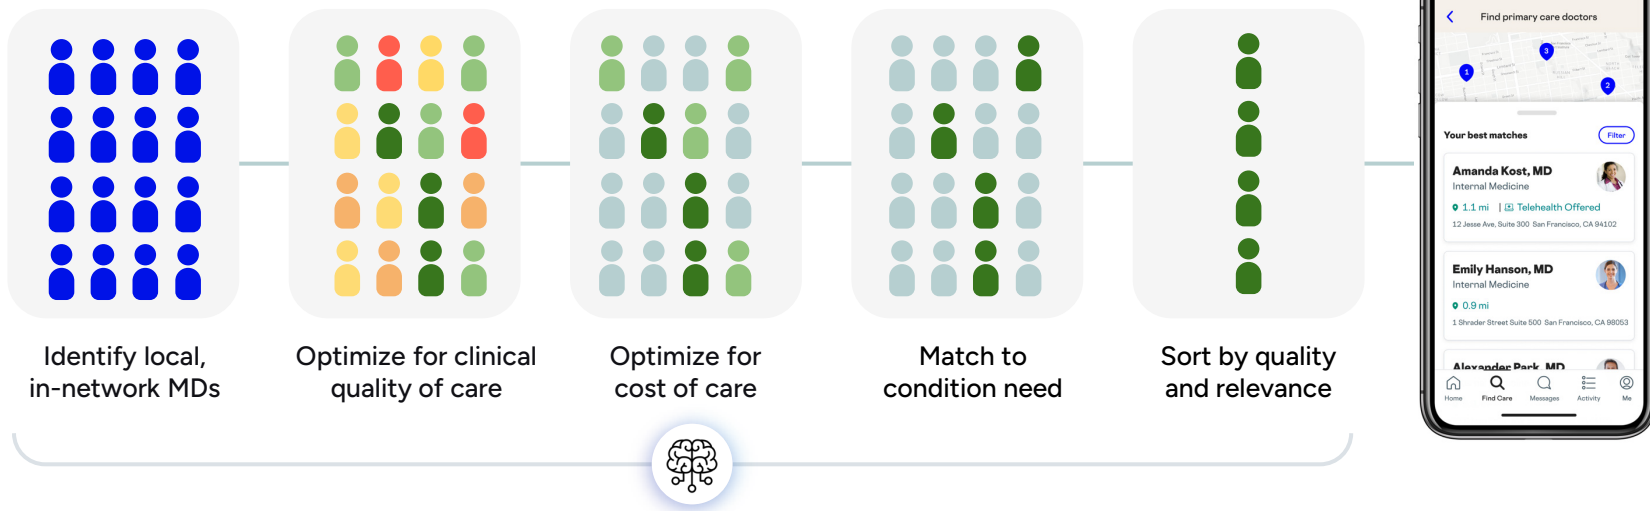 Identify local,
in-network MDs
Optimize for clinical
quality of care
Optimize for
cost of care
Match to
condition need
Sort by quality
and relevance
Find primary care doctors
3
1
2
Your best matches
Filter
Amanda Kost, MD
Internal Medicine
1.1 mi | Telehealth Offered
12 Jesse Ave, Suite 300 San Francisco, CA 94102
Emily Hanson, MD
Internal Medicine
0.9 mi
1 Shrader Street Suite 500 San Francisco, CA 98053
Alexander Park, MD
Home Find Care Messages Activity Me